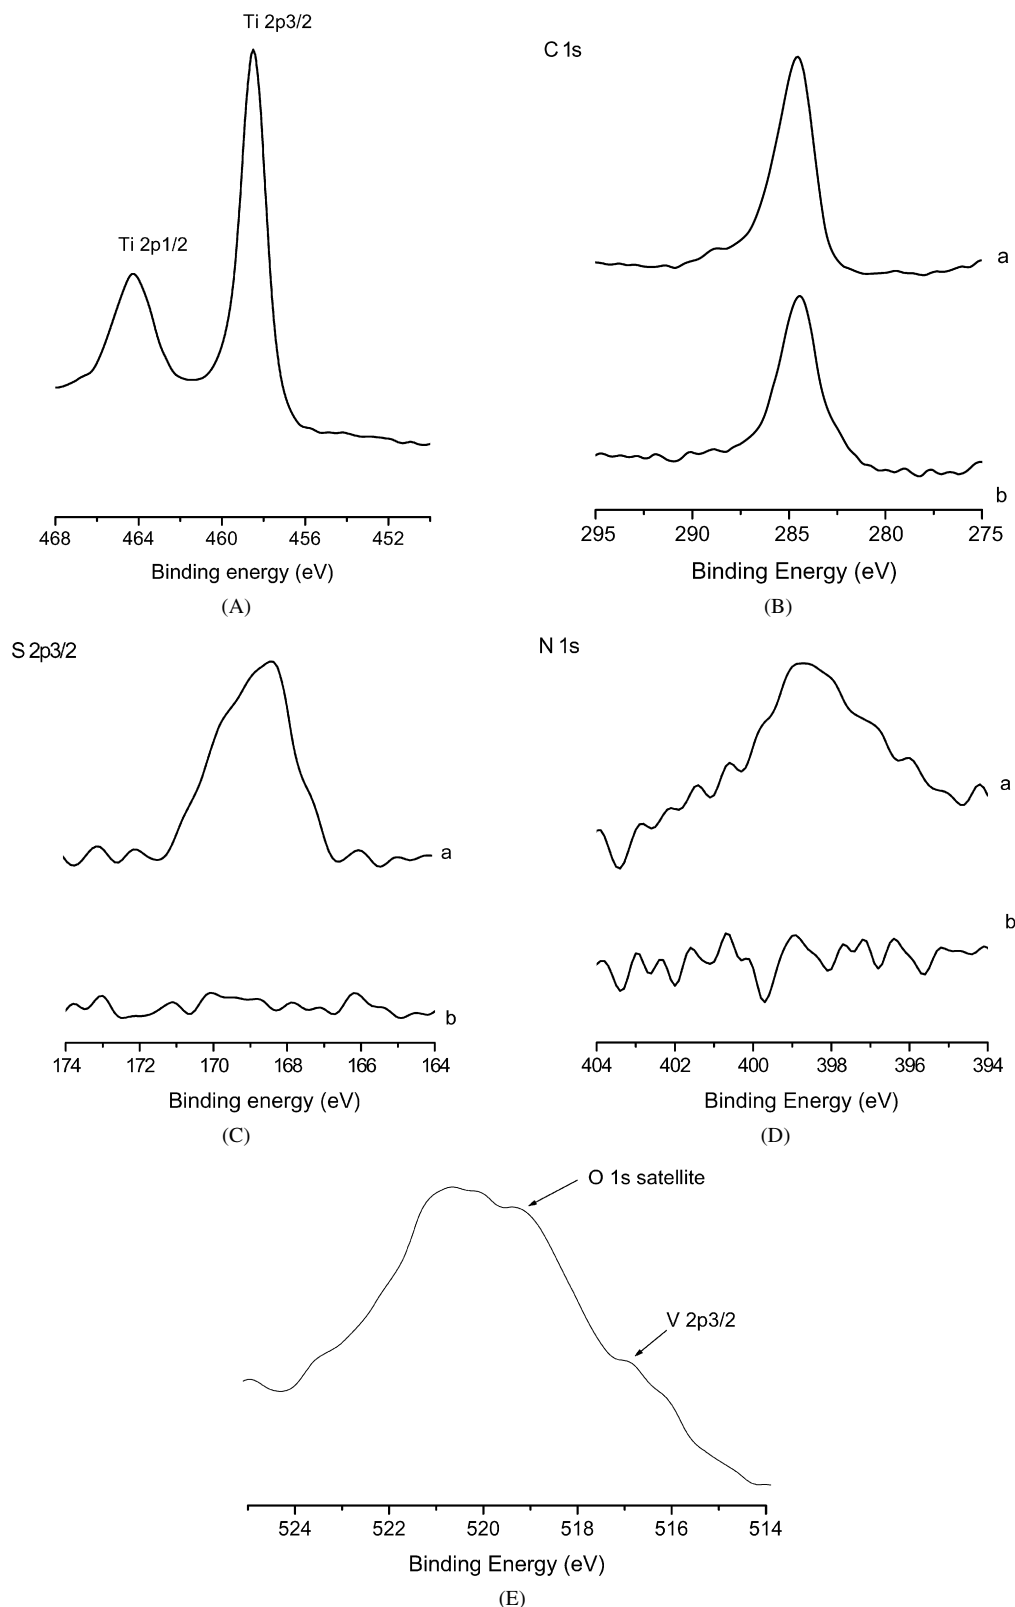 Ti 2p3/2
Ti 2p1/2
468 464 460 456 452
Binding energy (eV)
(A)
C 1s
a
b
295 290 285 280 275
Binding Energy (eV)
(B)
S 2p3/2
a
b
174 172 170 168 166 164
Binding energy (eV)
(C)
N 1s
a
b
404 402 400 398 396 394
Binding Energy (eV)
(D)
O 1s satellite
V 2p3/2
524 522 520 518 516 514
Binding Energy (eV)
(E)